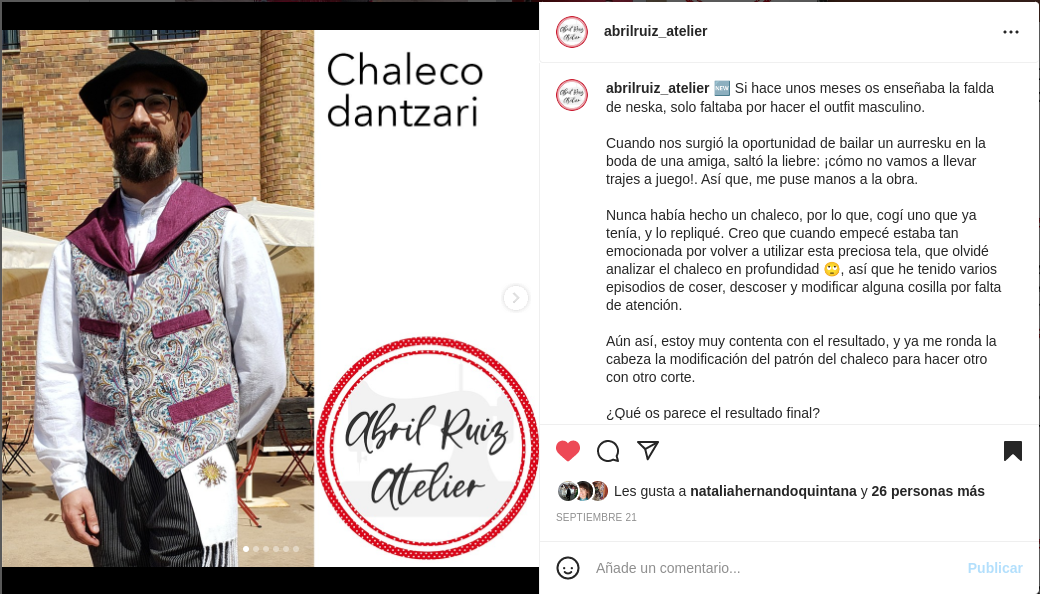 Chaleco
dantzari
Abril Ruiz
Atelier
abrilruiz_atelier
abrilruiz_atelier 🆕 Si hace unos meses os enseñaba la falda
de neska, solo faltaba por hacer el outfit masculino.
Cuando nos surgió la oportunidad de bailar un aurresku en la
boda de una amiga, saltó la liebre: ¡cómo no vamos a llevar
trajes a juego!. Así que, me puse manos a la obra.
Nunca había hecho un chaleco, por lo que, cogí uno que ya
tenía, y lo repliqué. Creo que cuando empecé estaba tan
emocionada por volver a utilizar esta preciosa tela, que olvidé
analizar el chaleco en profundidad 🙄, así que he tenido varios
episodios de coser, descoser y modificar alguna cosilla por falta
de atención.
Aún así, estoy muy contenta con el resultado, y ya me ronda la
cabeza la modificación del patrón del chaleco para hacer otro
con otro corte.
¿Qué os parece el resultado final?
Les gusta a nataliahernandoquintana y 26 personas más
SEPTIEMBRE 21
Añade un comentario...
Publicar